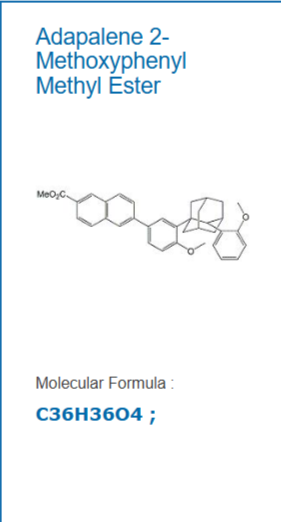 Adapalene 2-
Methoxyphenyl
Methyl Ester
MeO₂C
O
O
Molecular Formula :
C36H36O4 ;